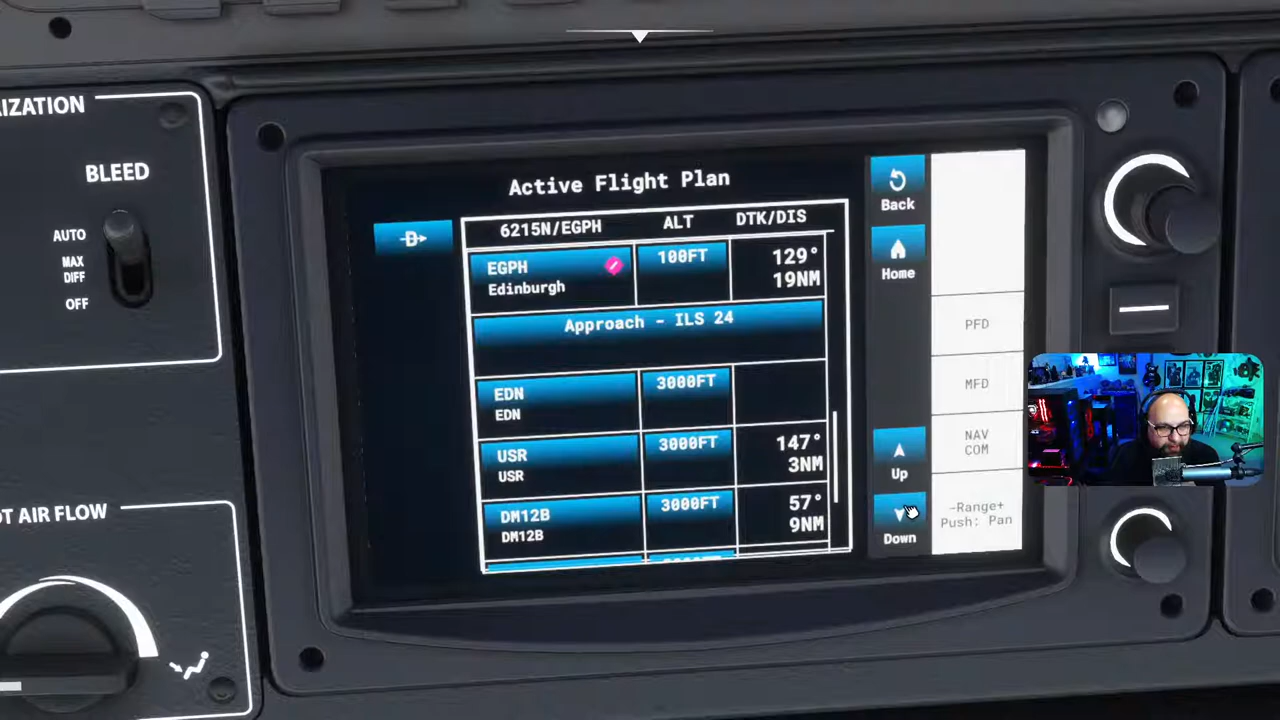 IZATION
BLEED
AUTO
MAX
DIFF
OFF
OT AIR FLOW
Active Flight Plan
6215N/EGPH ALT DTK/DIS
EGPH 100FT 129°
Edinburgh 19NM
Approach - ILS 24
EDN 3000FT
EDN
USR 3000FT 147°
USR 3NM
DM12B 3000FT 57°
DM12B 9NM
Back
Home
Up
Down
PFD
MFD
NAV
COM
-Range+
Push: Pan